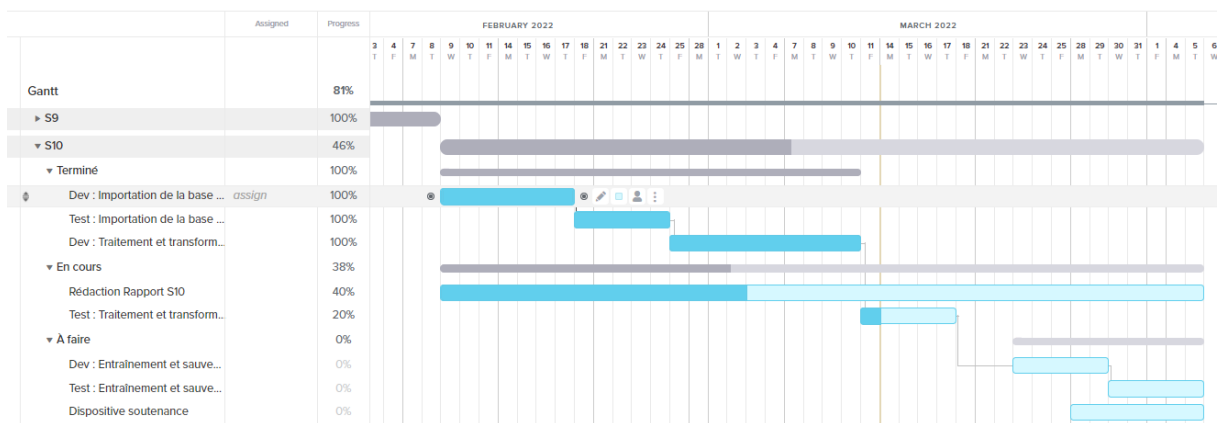 Assigned Progress FEBRUARY 2022 MARCH 2022
3 4 7 8 9 10 11 14 15 16 17 18 21 22 23 24 25 28 1 2 3 4 7 8 9 10 11 14 15 16 17 18 21 22 23 24 25 28 29 30 31 1 4 5 6
T F M T W T F M T W T F M T W T F M T W T F M T W T F M T W T F M T W T F M T W T F M T W
Gantt 81%
S9 100%
S10 46%
Terminé 100%
Dev : Importation de la base ... assign 100%
Test : Importation de la base ... 100%
Dev : Traitement et transform... 100%
En cours 38%
Rédaction Rapport S10 40%
Test : Traitement et transform... 20%
À faire 0%
Dev : Entraînement et sauve... 0%
Test : Entraînement et sauve... 0%
Dispositive soutenance 0%